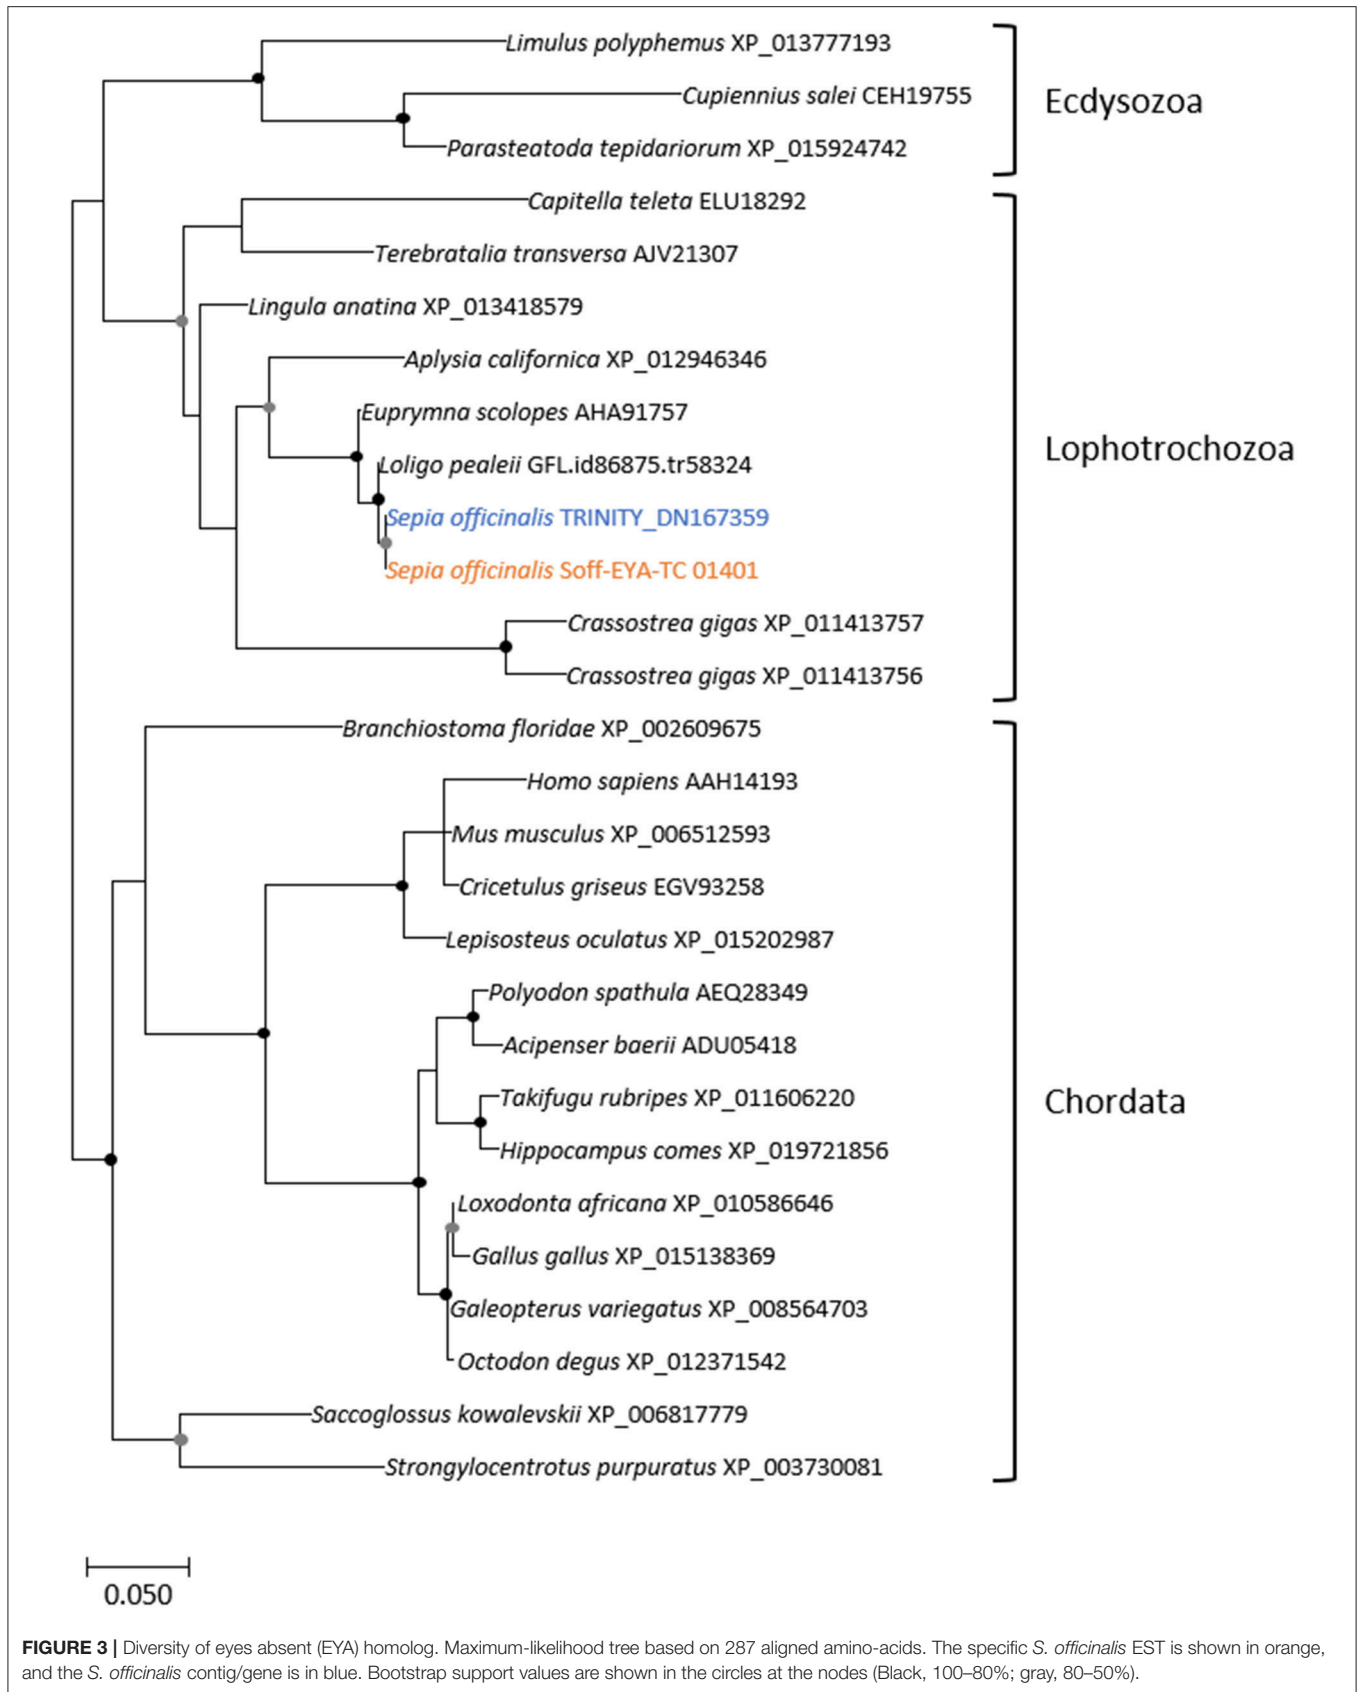 Limulus polyphemus XP_013777193
Cupiennius salei CEH19755
Ecdysozoa
Parasteatoda tepidariorum XP_015924742
Capitella teleta ELU18292
Terebratalia transversa AJV21307
Lingula anatina XP_013418579
Aplysia californica XP_012946346
Euprymna scolopes AHA91757
Lophotrochozoa
Loligo pealeii GFL.id86875.tr58324
Sepia officinalis TRINITY_DN167359
Sepia officinalis Soff-EYA-TC 01401
Crassostrea gigas XP_011413757
Crassostrea gigas XP_011413756
Branchiostoma floridae XP_002609675
Homo sapiens AAH14193
Mus musculus XP_006512593
Cricetulus griseus EGV93258
Lepisosteus oculatus XP_015202987
Polyodon spathula AEQ28349
Acipenser baerii ADU05418
Takifugu rubripes XP_011606220
Chordata
Hippocampus comes XP_019721856
Loxodonta africana XP_010586646
Gallus gallus XP_015138369
Galeopterus variegatus XP_008564703
Octodon degus XP_012371542
Saccoglossus kowalevskii XP_006817779
Strongylocentrotus purpuratus XP_003730081
0.050
FIGURE 3 | Diversity of eyes absent (EYA) homolog. Maximum-likelihood tree based on 287 aligned amino-acids. The specific S. officinalis EST is shown in orange,
and the S. officinalis contig/gene is in blue. Bootstrap support values are shown in the circles at the nodes (Black, 100–80%; gray, 80–50%).